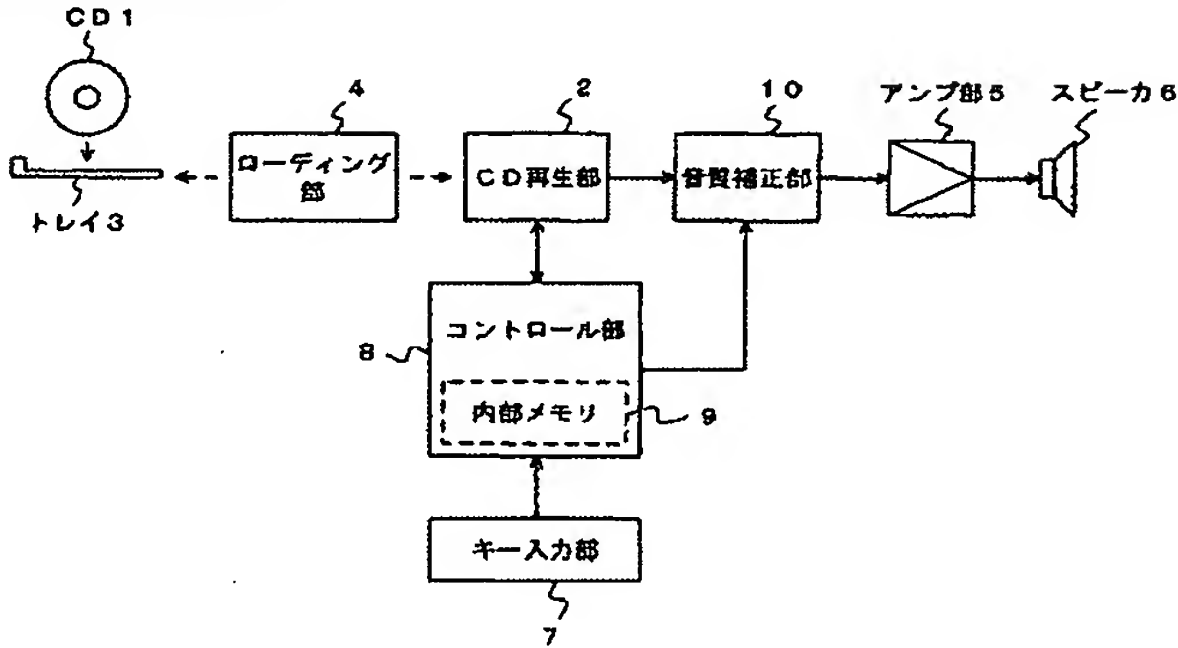 CD1
4
2
10
アンプ部5
スピーカ6
ローディング
部
CD再生部
音質補正部
トレイ3
コントロール部
8
内部メモリ
9
キー入力部
7